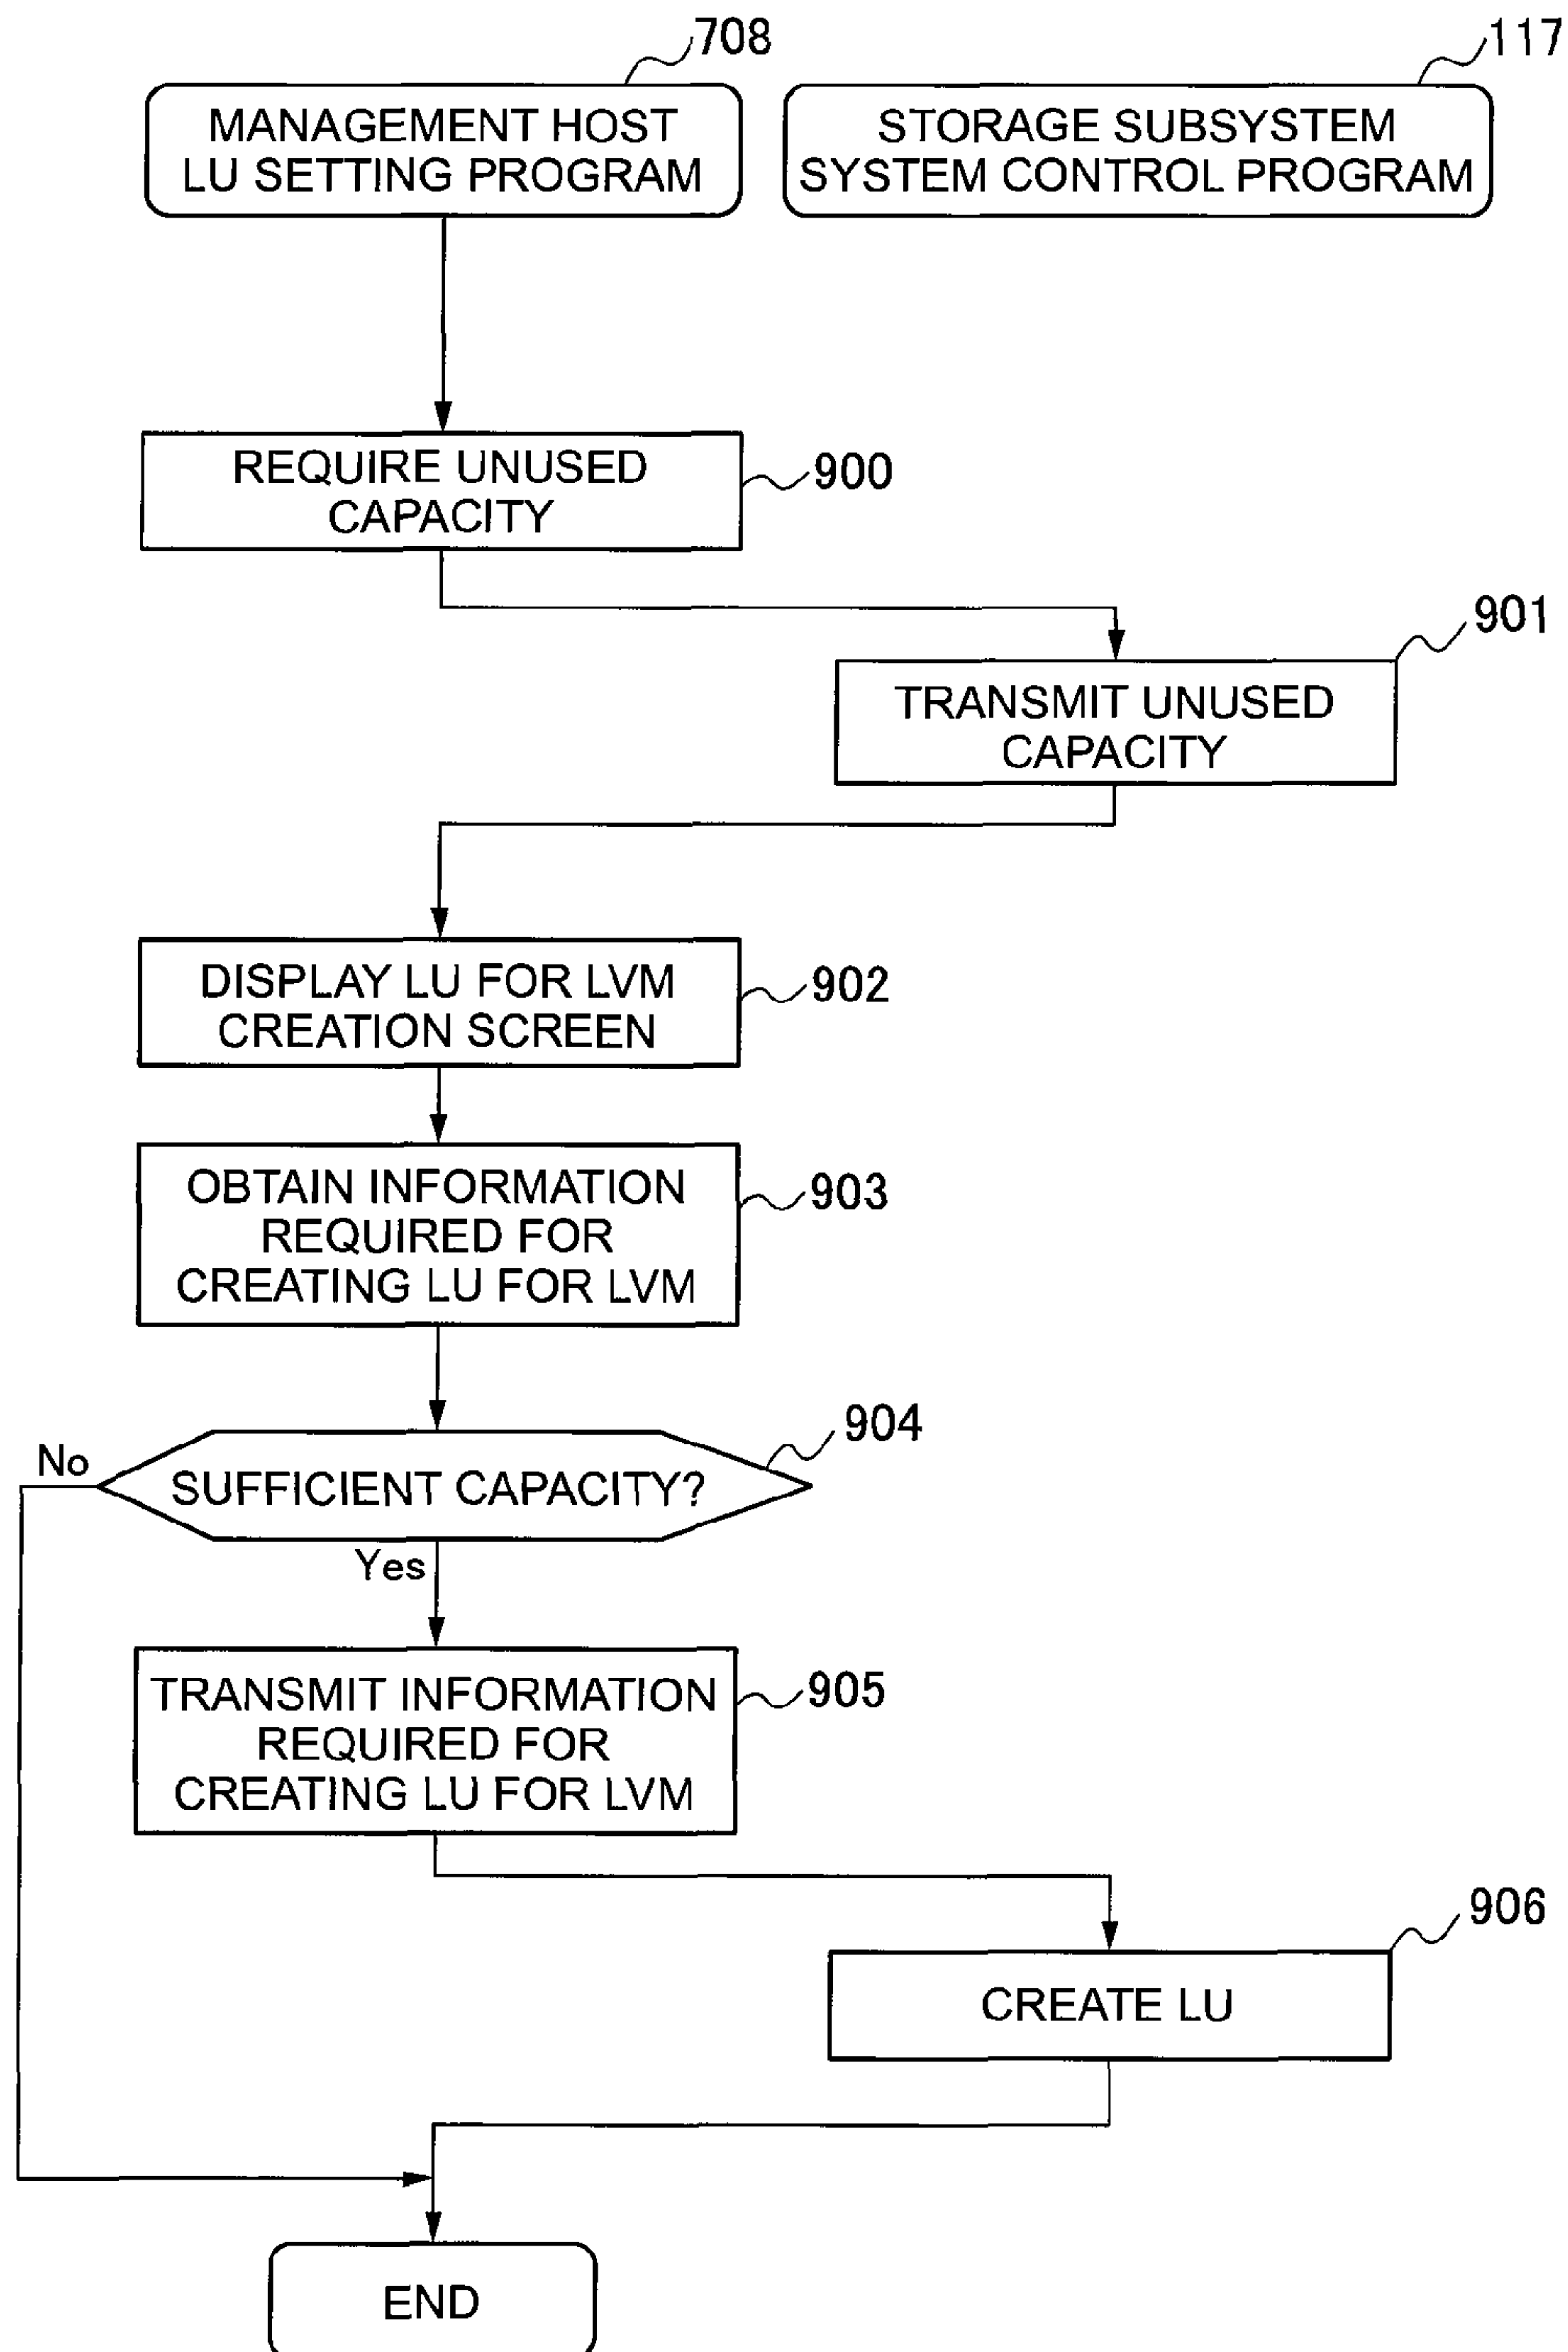 708
117
MANAGEMENT HOST
LU SETTING PROGRAM
STORAGE SUBSYSTEM
SYSTEM CONTROL PROGRAM
REQUIRE UNUSED
CAPACITY
900
901
TRANSMIT UNUSED
CAPACITY
DISPLAY LU FOR LVM
CREATION SCREEN
902
OBTAIN INFORMATION
REQUIRED FOR
CREATING LU FOR LVM
903
904
No
SUFFICIENT CAPACITY?
Yes
TRANSMIT INFORMATION
REQUIRED FOR
CREATING LU FOR LVM
905
906
CREATE LU
END